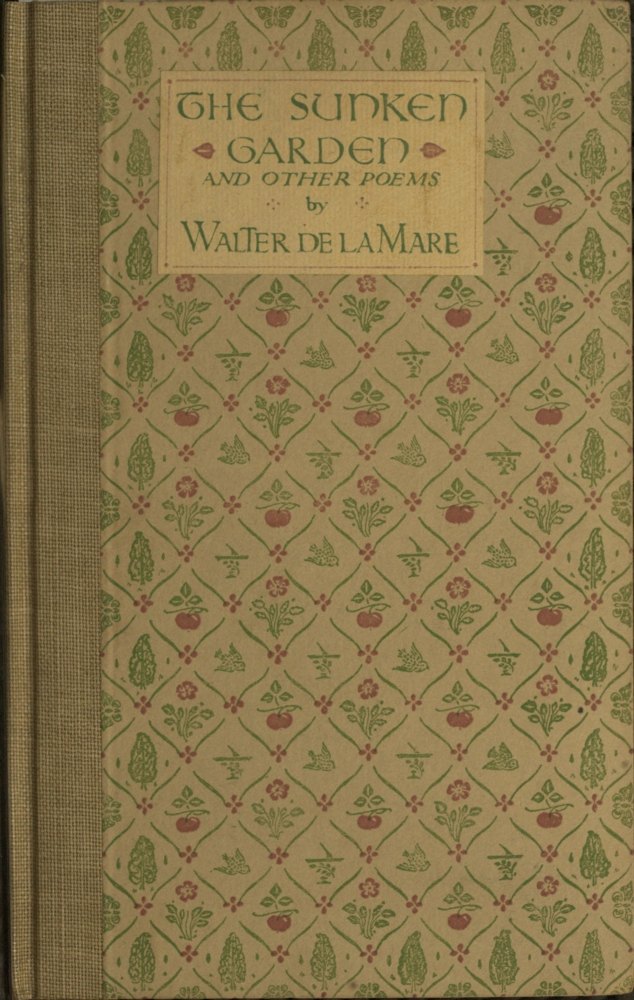 THE SUNKEN
GARDEN
AND OTHER POEMS
by
WALTER DE LA MARE